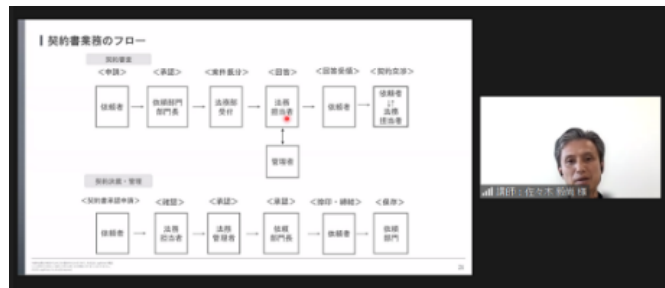 契約書業務のフロー
契約書審査
<申請> <承認> <案件振分> <回答> <回答受領> <契約交渉>
依頼者
依頼部門
部門長
法務部
受付
法務
担当者
依頼者
依頼者
法務
担当者
管理者
契約決裁・管理
<契約書承認申請> <確認> <承認> <承認> <押印・締結> <保存>
依頼者
法務
担当者
法務
管理者
依頼
部門長
依頼者
依頼
部門
講師：佐々木 毅尚 様